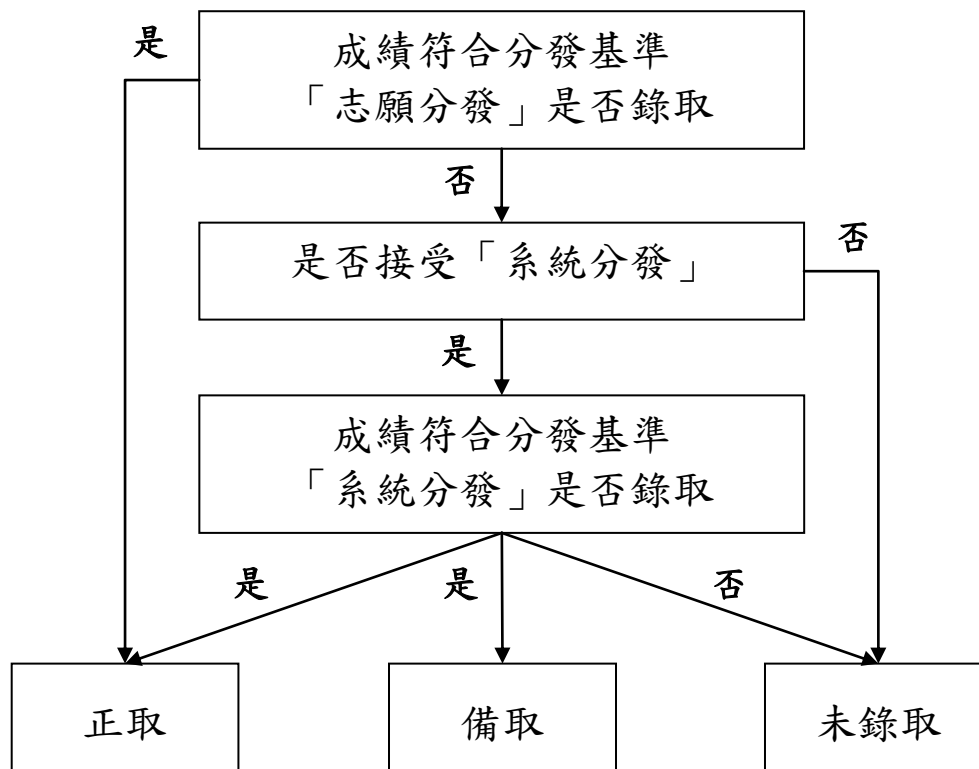 是
成績符合分發基準
「志願分發」是否錄取
否
是否接受「系統分發」
否
是
成績符合分發基準
「系統分發」是否錄取
是
是
否
正取
備取
未錄取